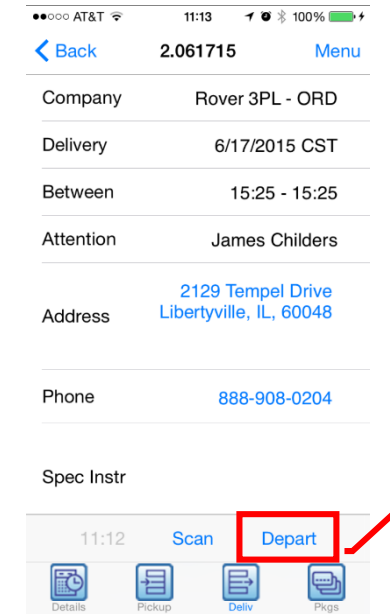 AT&T 11:13 100%
Back 2.061715 Menu
Company Rover 3PL - ORD
Delivery 6/17/2015 CST
Between 15:25 - 15:25
Attention James Childers
Address 2129 Tempel Drive
Libertyville, IL, 60048
Phone 888-908-0204
Spec Instr
11:12 Scan Depart
Details Pickup Deliv Pkgs